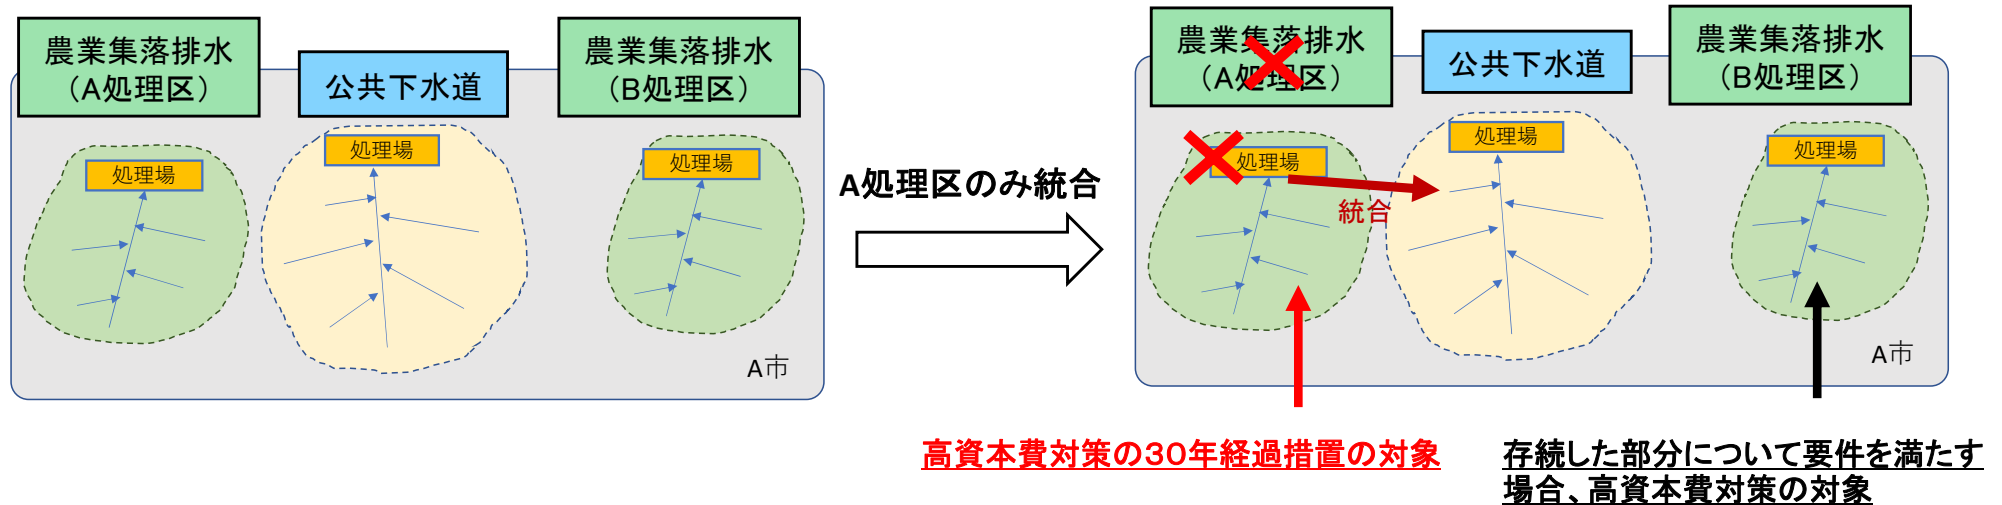 農業集落排水
（A処理区）
公共下水道
農業集落排水
（B処理区）
処理場
処理場
処理場
A市
A処理区のみ統合
農業集落排水
（A処理区）
公共下水道
農業集落排水
（B処理区）
処理場
処理場
処理場
統合
A市
高資本費対策の30年経過措置の対象
存続した部分について要件を満たす
場合、高資本費対策の対象